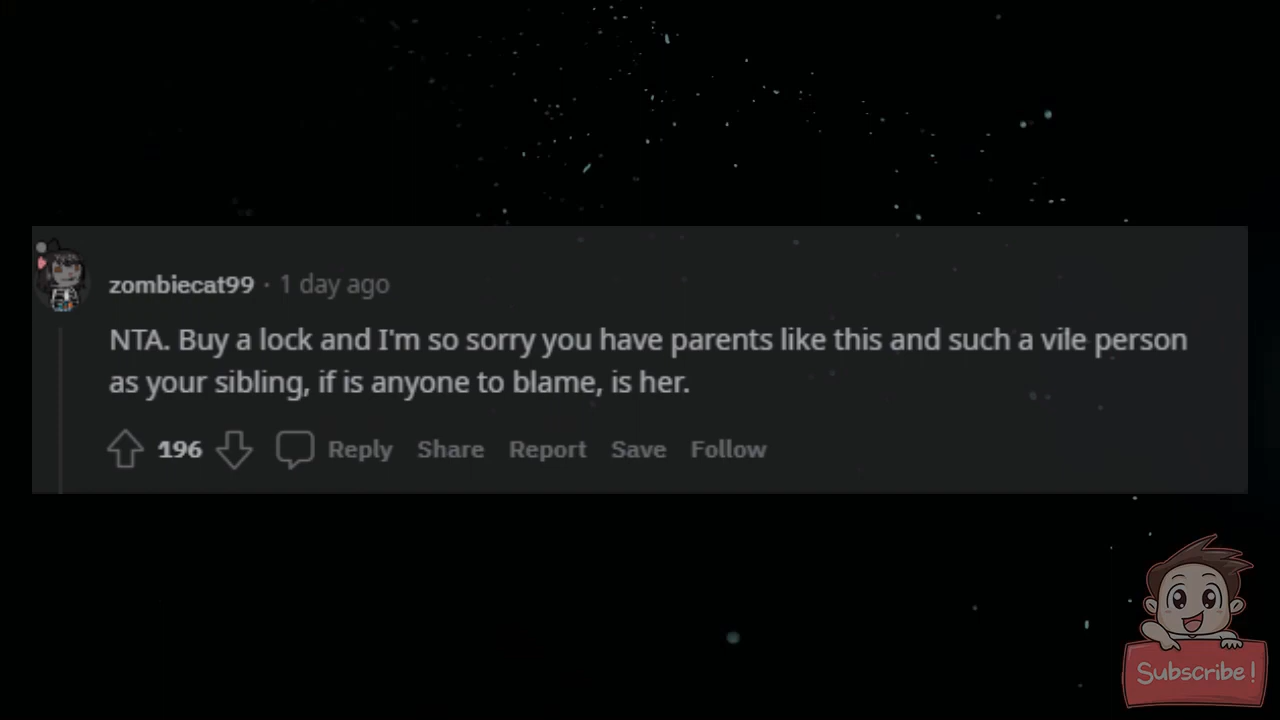 zombiecat99 · 1 day ago
NTA. Buy a lock and I'm so sorry you have parents like this and such a vile person
as your sibling, if is anyone to blame, is her.
196 Reply Share Report Save Follow
Subscribe!